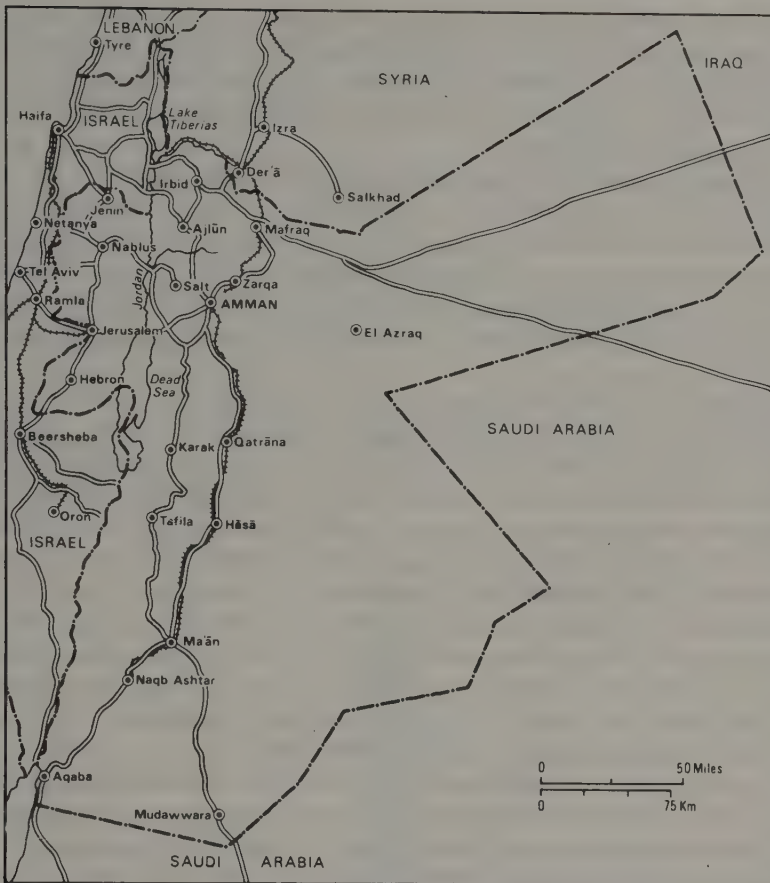 LEBANON
Tyre
SYRIA
IRAQ
Haifa
ISRAEL
Lake
Tiberias
Izra
Der'ā
Irbid
Salkhad
Jenin
Netanya
Ajlūn
Mafraq
Nablus
Tel Aviv
Jordan
Salt
Zarqa
Ramla
AMMAN
Jerusalem
El Azraq
Hebron
Dead
Sea
SAUDI ARABIA
Beersheba
Karak
Qatrāna
Oron
Tafila
Hāsā
ISRAEL
Ma'ān
Naqb Ashtar
Aqaba
0 50 Miles
0 75 Km
Mudawwara
SAUDI ARABIA